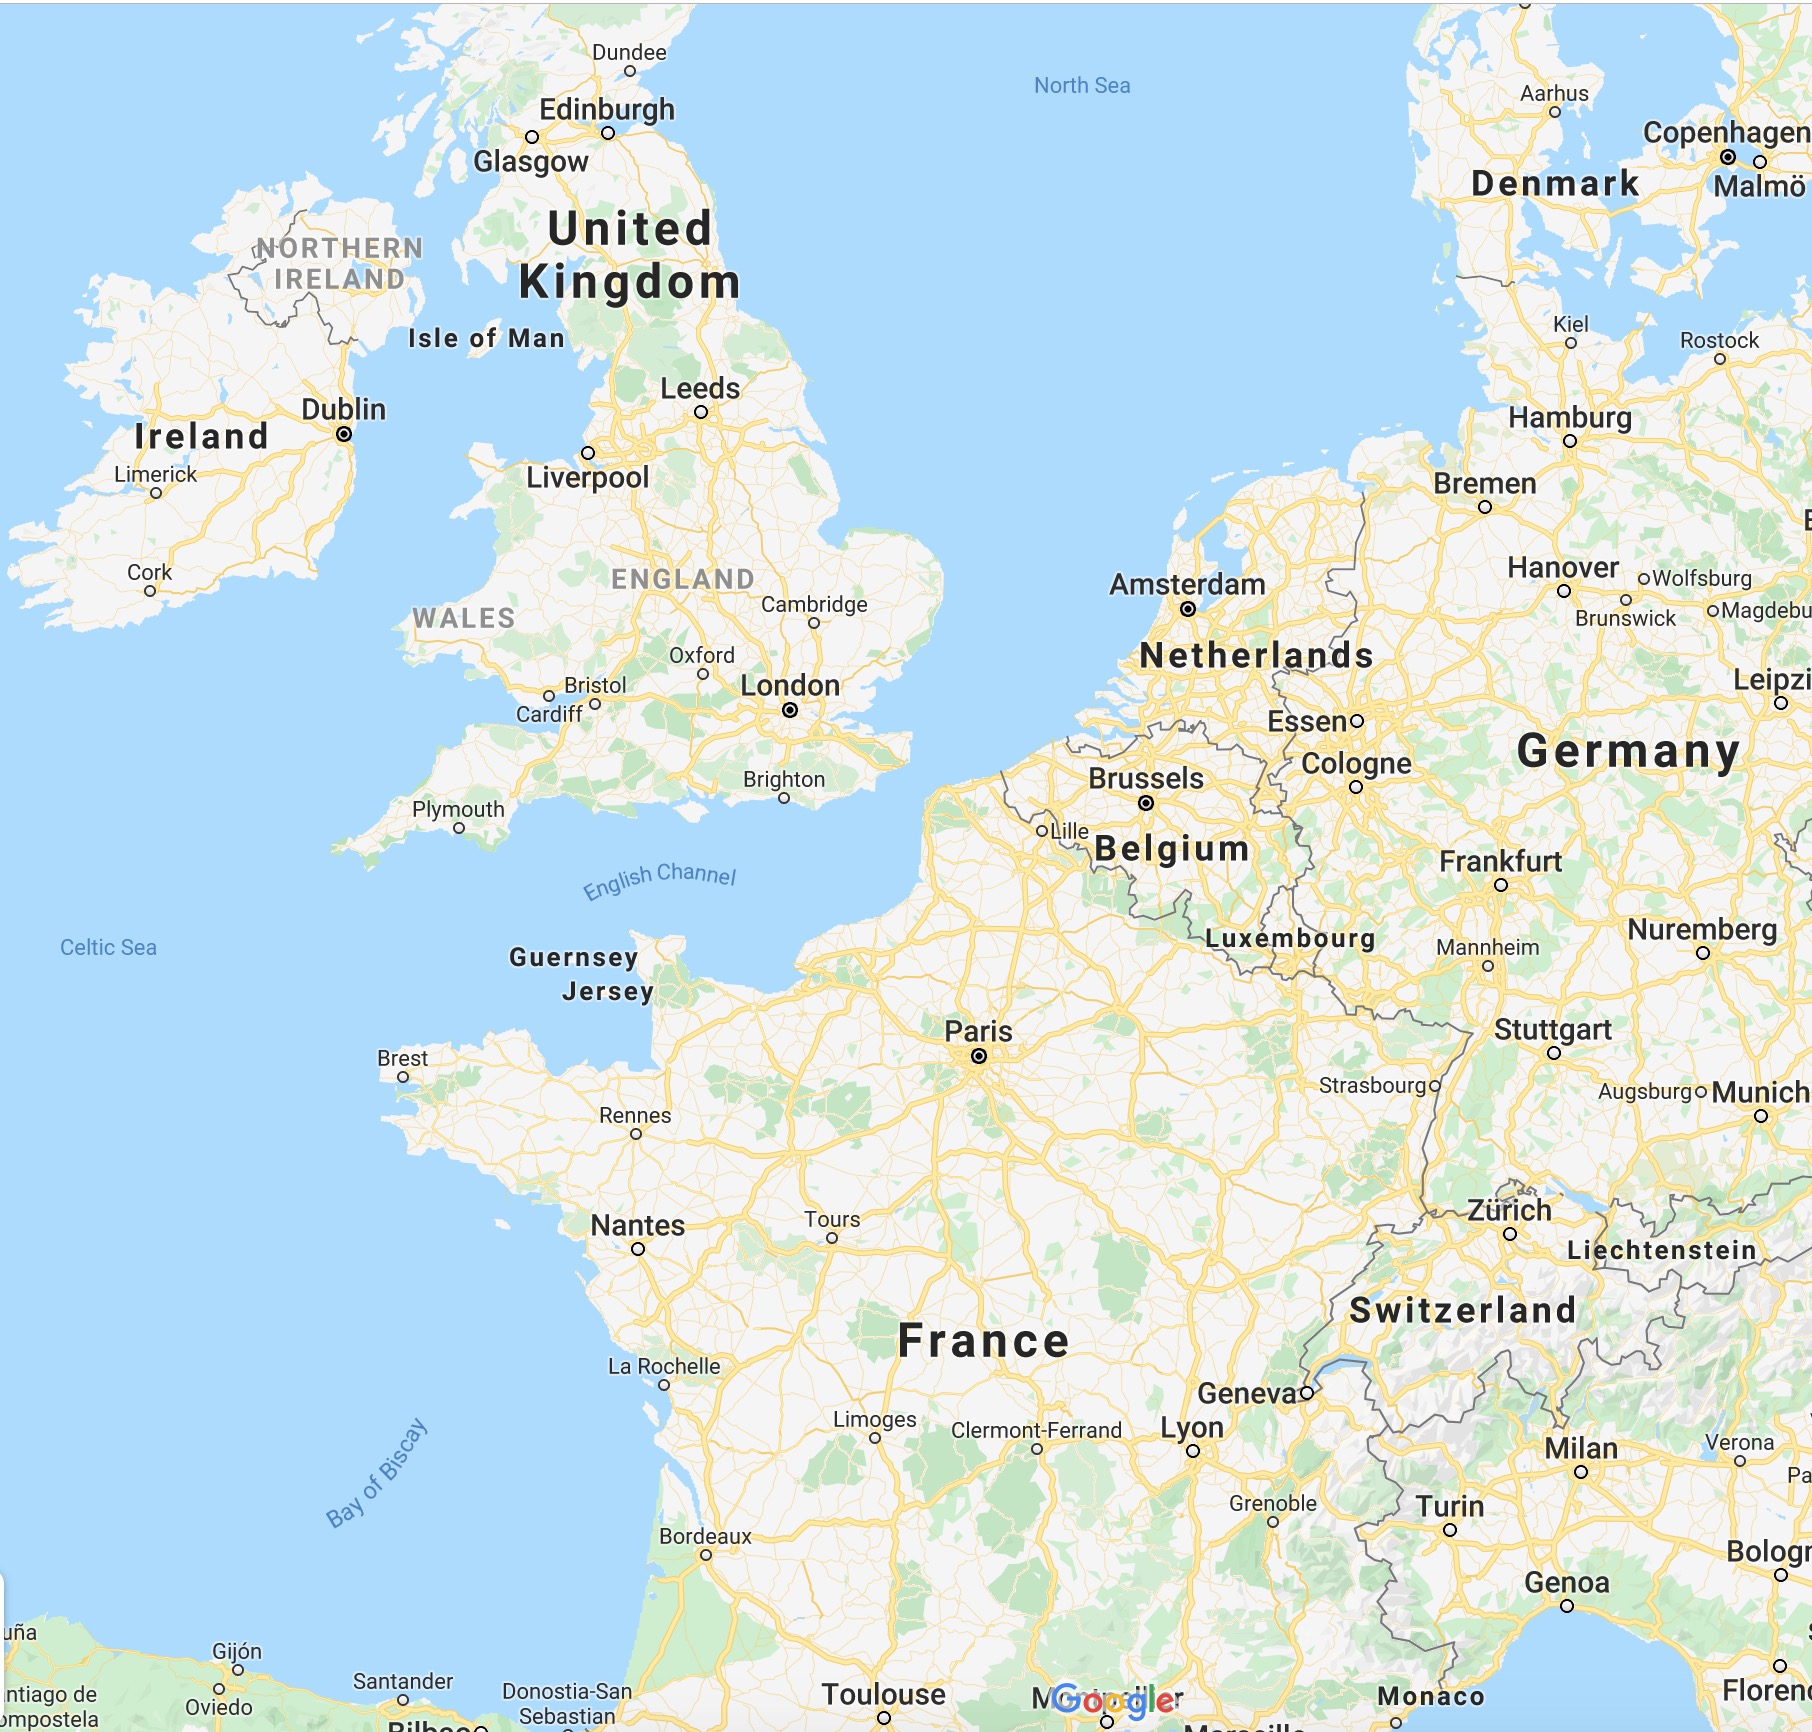 Dundee
North Sea
Aarhus
Edinburgh
Copenhagen
Glasgow
Denmark
Malmö
United
Kingdom
NORTHERN
IRELAND
Isle of Man
Kiel
Rostock
Leeds
Dublin
Hamburg
Ireland
Limerick
Liverpool
Bremen
Cork
ENGLAND
Amsterdam
Hanover
Wolfsburg
Brunswick
Magdebu
WALES
Cambridge
Netherlands
Oxford
London
Bristol
Cardiff
Leipzi
Essen
Germany
Cologne
Brussels
Brighton
Plymouth
Lille
Belgium
Frankfurt
English Channel
Celtic Sea
Guernsey
Jersey
Luxembourg
Mannheim
Nuremberg
Paris
Stuttgart
Brest
Strasbourg
Augsburg
Munich
Rennes
Nantes
Tours
Zürich
Liechtenstein
Switzerland
France
La Rochelle
Geneva
Limoges
Clermont-Ferrand
Lyon
Milan
Verona
Pa
Bay of Biscay
Grenoble
Turin
Bordeaux
Bologn
Genoa
uña
Gijón
Santander
Oviedo
ntiago de
ompostela
Donostia-San
Sebastian
Toulouse
Google
Monaco
Floren